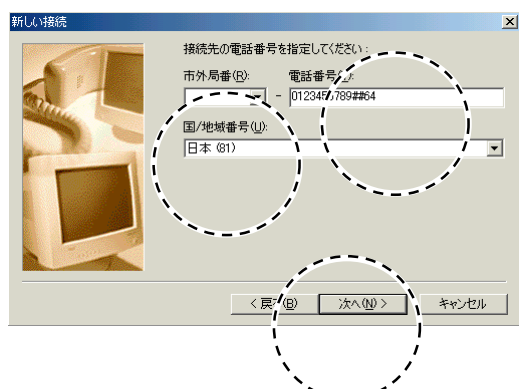 新しい接続
接続先の電話番号を指定してください:
市外局番(R): 電話番号(T):
- 0123456789##64
国/地域番号(U):
日本 (81)
< 戻る(B) 次へ(N) > キャンセル